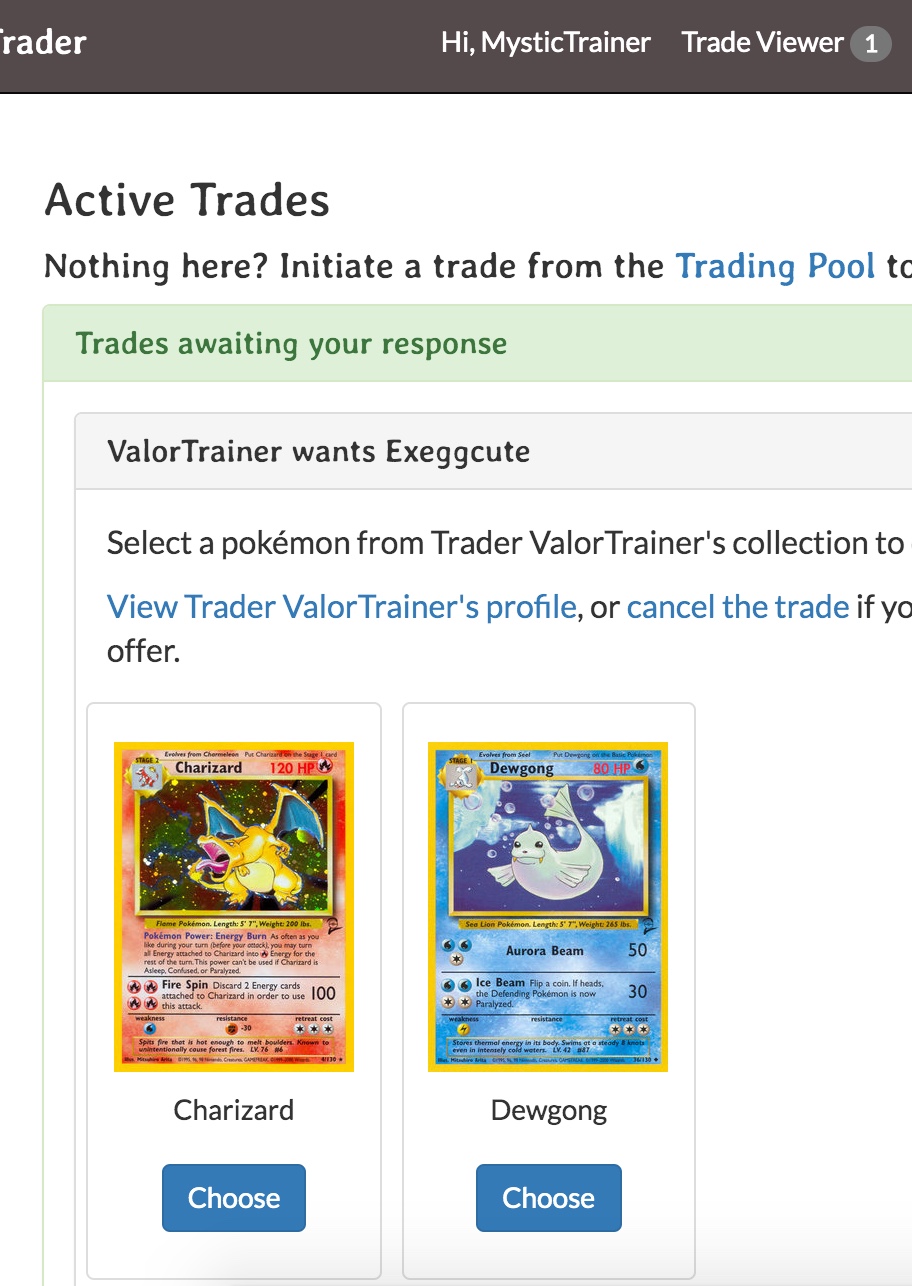 Trader
Hi, MysticTrainer Trade Viewer 1
Active Trades
Nothing here? Initiate a trade from the Trading Pool to
Trades awaiting your response
ValorTrainer wants Exeggcute
Select a pokémon from Trader ValorTrainer's collection to
View Trader ValorTrainer's profile, or cancel the trade if yo
offer.
Evolves from Charmeleon Put Charizard on the Stage 1 card
STAGE 2
Charizard 120 HP
Flame Pokémon. Length: 5' 7", Weight: 200 lbs.
Pokémon Power: Energy Burn As often as you
like during your turn (before your attack), you may turn
all Energy attached to Charizard into Energy for the
rest of the turn. This power can't be used if Charizard is
Asleep, Confused, or Paralyzed.
Fire Spin Discard 2 Energy cards
attached to Charizard in order to use
this attack.
100
weakness resistance retreat cost
-30
Spits fire that is hot enough to melt boulders. Known to
unintentionally cause forest fires. LV. 76 #6
Illus. Mitsuhiro Arita 4/130
Charizard
Choose
Evolves from Seel Put Dewgong on the Basic Pokémon
STAGE 1
Dewgong 80 HP
Sea Lion Pokémon. Length: 5' 7", Weight: 265 lbs.
Aurora Beam 50
Ice Beam Flip a coin. If heads,
the Defending Pokémon is now
Paralyzed.
30
weakness resistance retreat cost
Stores thermal energy in its body. Swims at a steady 8 knots
even in intensely cold waters. LV. 42 #87
Illus. Mitsuhiro Arita
Dewgong
Choose